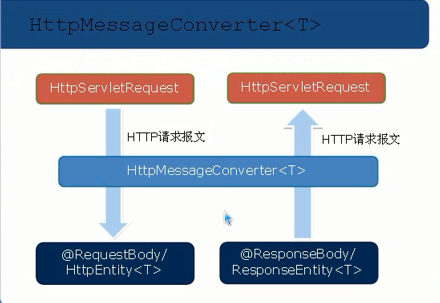 HttpMessageConverter<T>
HttpServletRequest
HttpServletRequest
HTTP请求报文
HTTP请求报文
HttpMessageConverter<T>
@RequestBody/
HttpEntity<T>
@ResponseBody/
ResponseEntity<T>